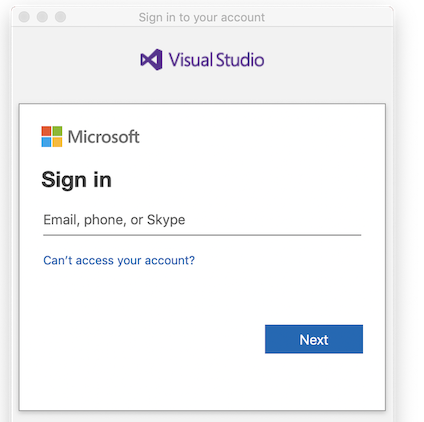 Sign in to your account
Visual Studio
Microsoft
Sign in
Email, phone, or Skype
Can't access your account?
Next